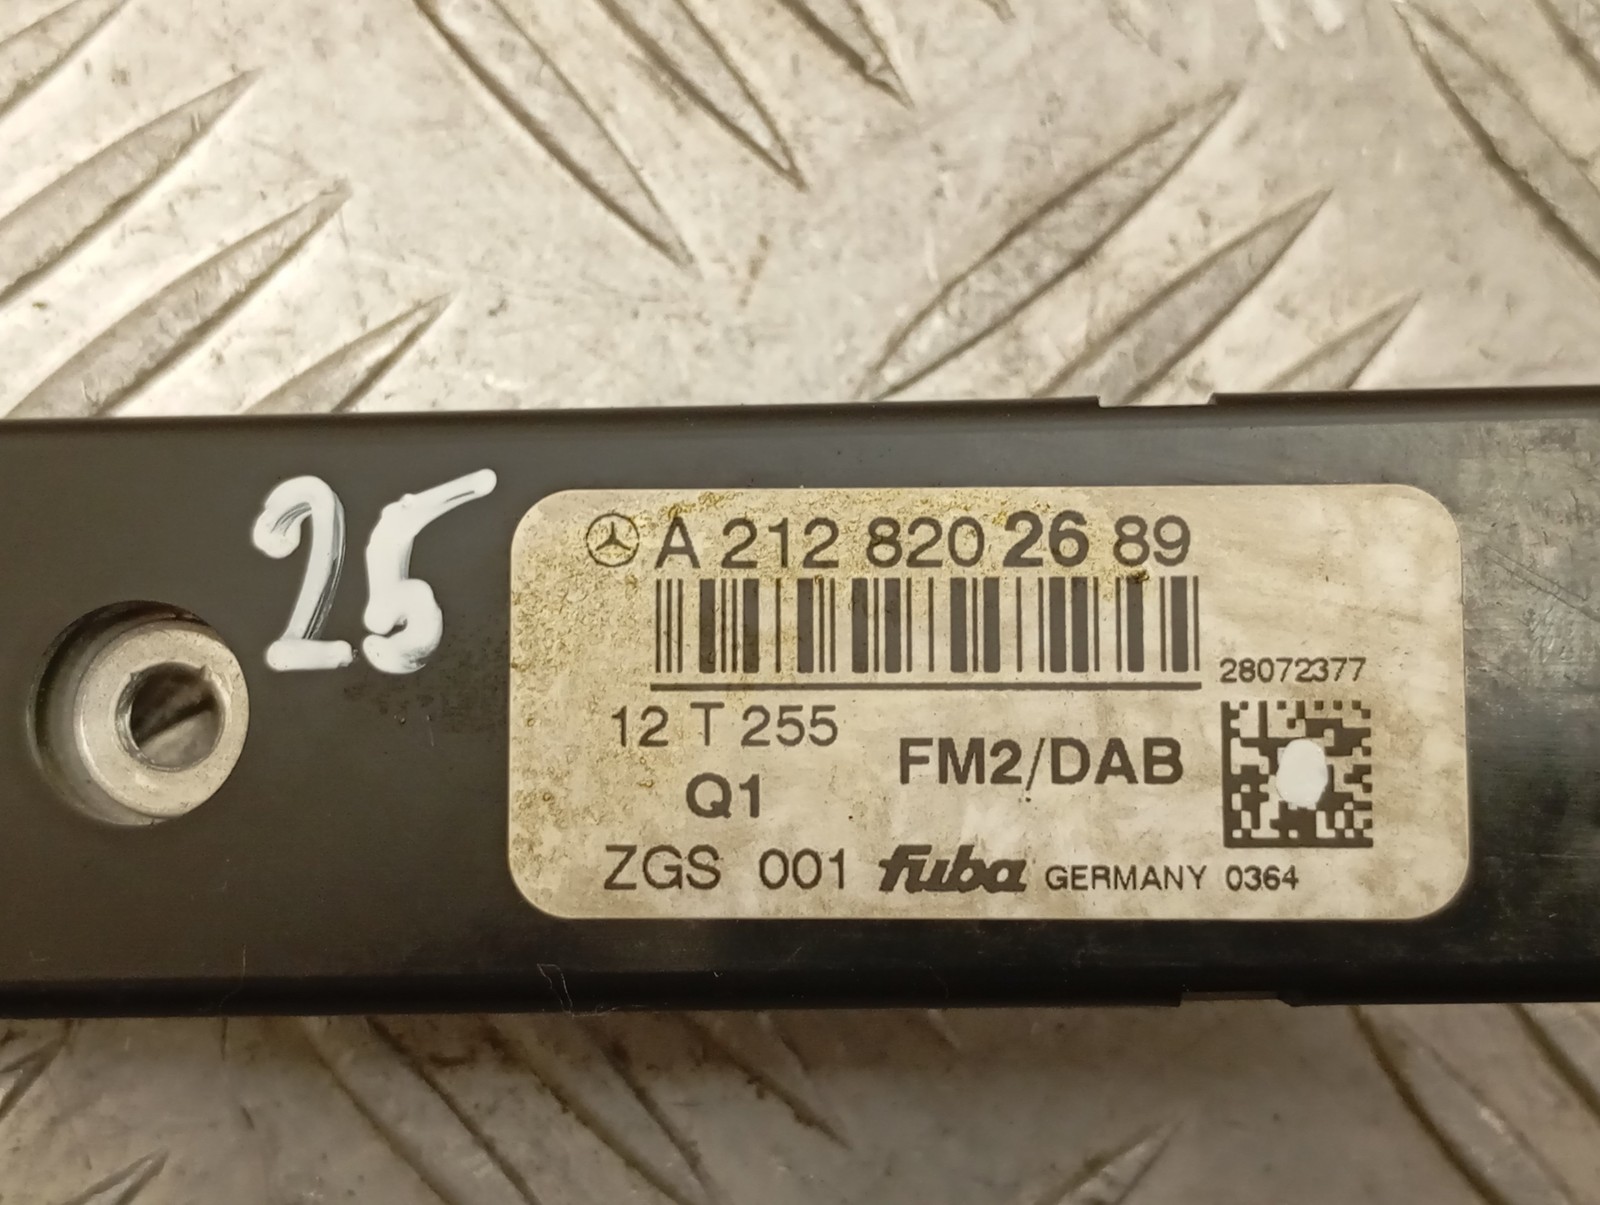 25
A 212 820 26 89
28072377
12 T 255
FM2/DAB
Q1
ZGS 001 fuba GERMANY 0364